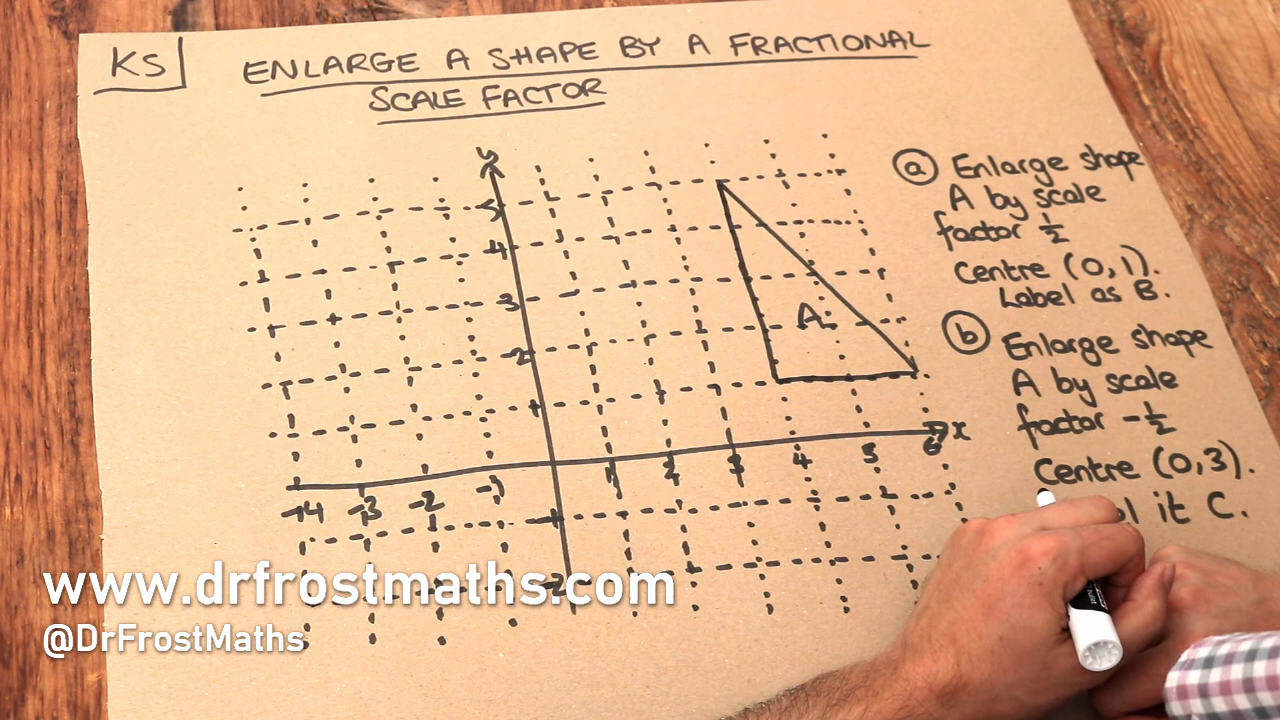 KS
ENLARGE A SHAPE BY A FRACTIONAL
SCALE FACTOR
y
5
4
3
2
1
-4 -3 -2 -1 1 2 3 4 5 6 x
-1
-2
A
a Enlarge shape
A by scale
factor 1/2
Centre (0,1).
Label as B.
b Enlarge shape
A by scale
factor -1/2
Centre (0,3).
it C.
www.drfrostmaths.com
@DrFrostMaths